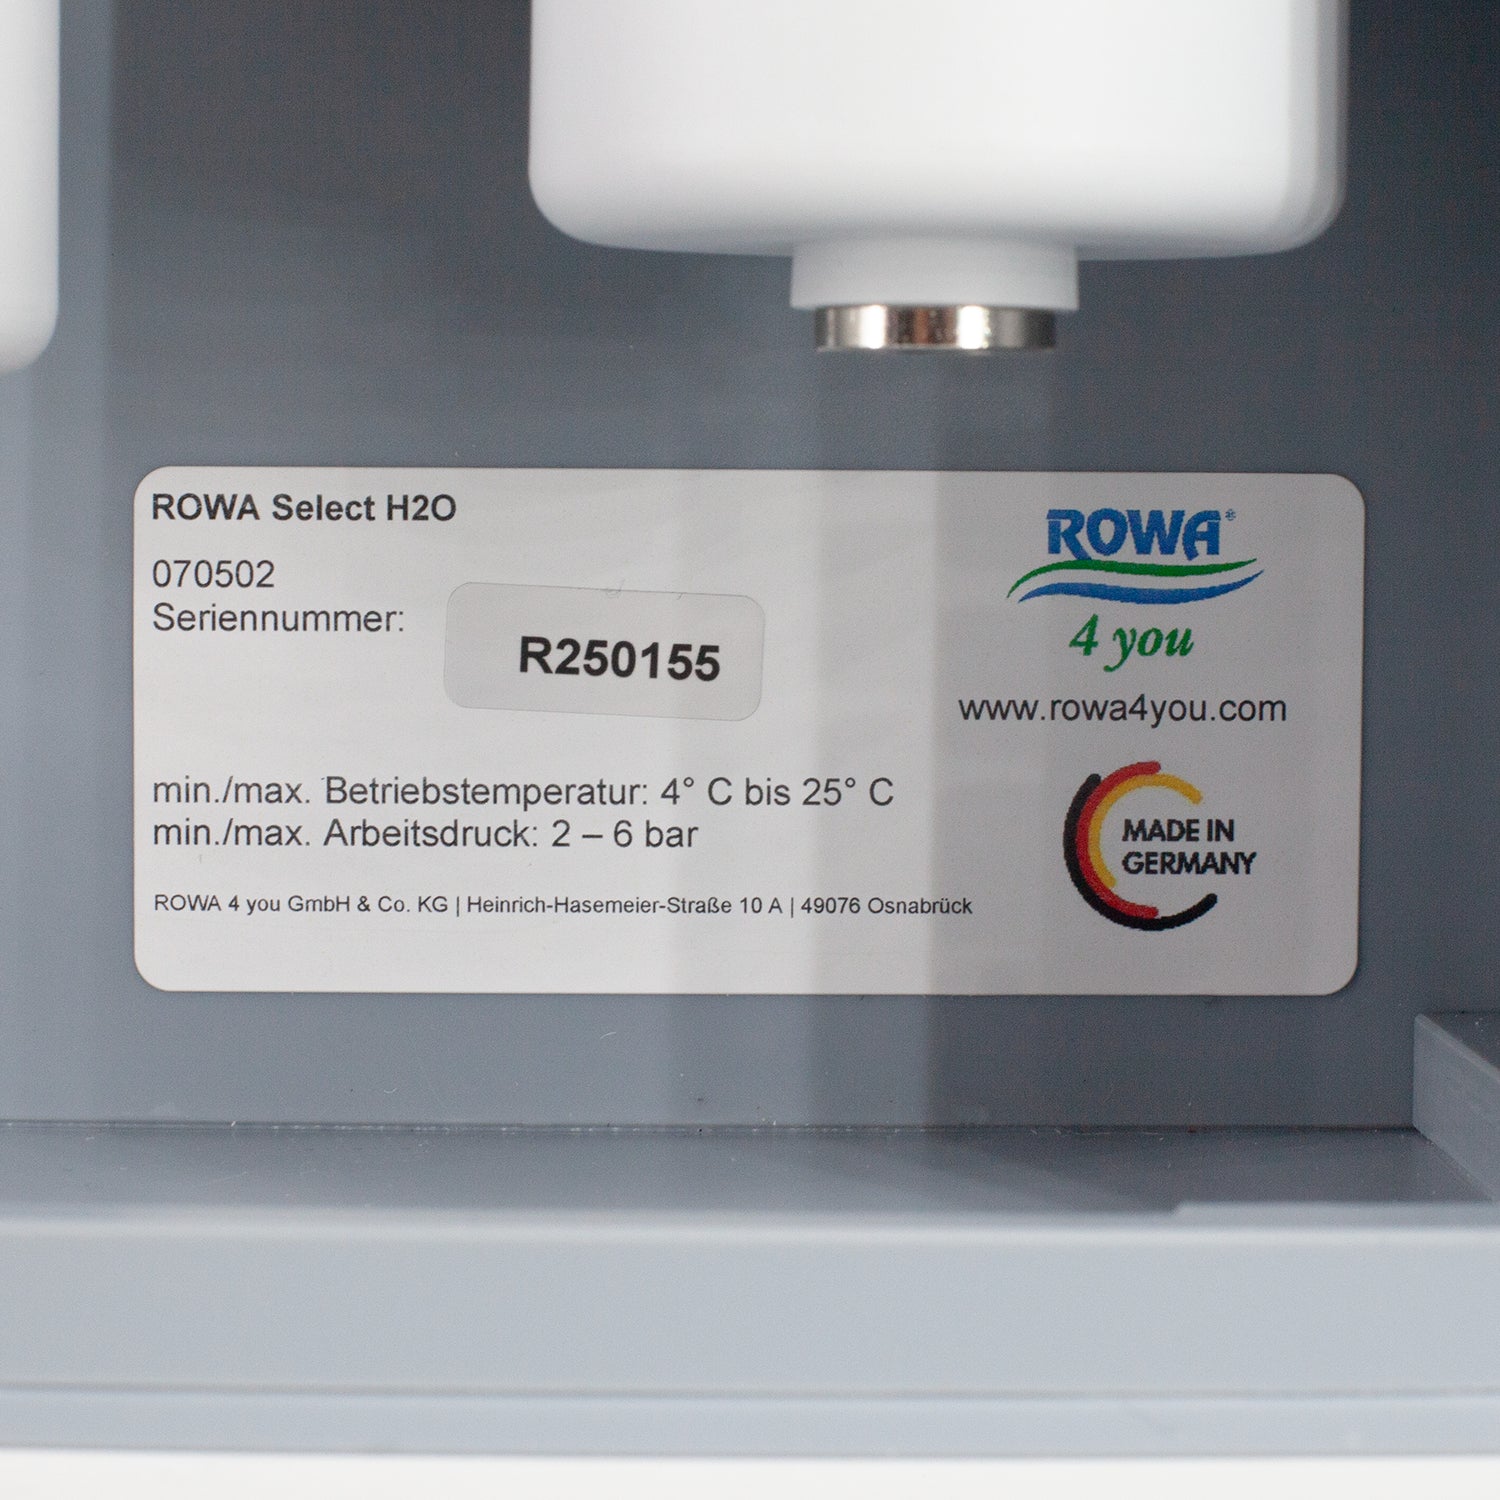 ROWA Select H2O
070502
Seriennummer:
R250155
min./max. Betriebstemperatur: 4° C bis 25° C
min./max. Arbeitsdruck: 2 – 6 bar
ROWA 4 you GmbH & Co. KG | Heinrich-Hasemeier-Straße 10 A | 49076 Osnabrück
ROWA®
4 you
www.rowa4you.com
MADE IN
GERMANY